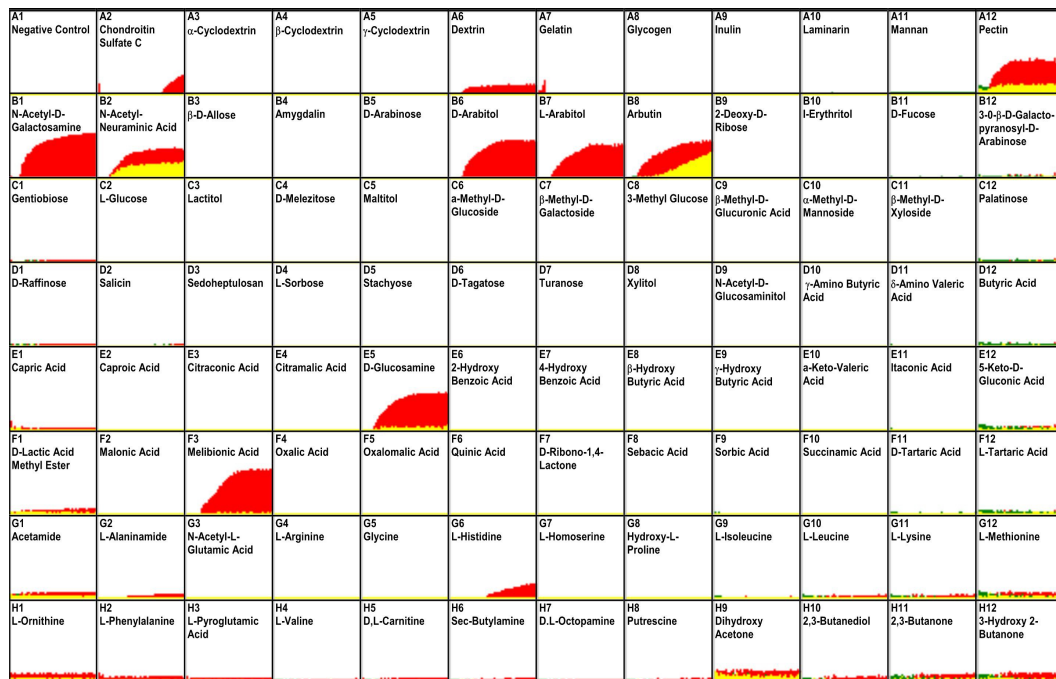 A1
Negative Control
A2
Chondroitin
Sulfate C
A3
α-Cyclodextrin
A4
β-Cyclodextrin
A5
γ-Cyclodextrin
A6
Dextrin
A7
Gelatin
A8
Glycogen
A9
Inulin
A10
Laminarin
A11
Mannan
A12
Pectin
B1
N-Acetyl-D-
Galactosamine
B2
N-Acetyl-
Neuraminic Acid
B3
β-D-Allose
B4
Amygdalin
B5
D-Arabinose
B6
D-Arabitol
B7
L-Arabitol
B8
Arbutin
B9
2-Deoxy-D-
Ribose
B10
I-Erythritol
B11
D-Fucose
B12
3-0-β-D-Galacto-
pyranosyl-D-
Arabinose
C1
Gentiobiose
C2
L-Glucose
C3
Lactitol
C4
D-Melezitose
C5
Maltitol
C6
a-Methyl-D-
Glucoside
C7
β-Methyl-D-
Galactoside
C8
3-Methyl Glucose
C9
β-Methyl-D-
Glucuronic Acid
C10
α-Methyl-D-
Mannoside
C11
β-Methyl-D-
Xyloside
C12
Palatinose
D1
D-Raffinose
D2
Salicin
D3
Sedoheptulosan
D4
L-Sorbose
D5
Stachyose
D6
D-Tagatose
D7
Turanose
D8
Xylitol
D9
N-Acetyl-D-
Glucosaminitol
D10
γ-Amino Butyric
Acid
D11
δ-Amino Valeric
Acid
D12
Butyric Acid
E1
Capric Acid
E2
Caproic Acid
E3
Citraconic Acid
E4
Citramalic Acid
E5
D-Glucosamine
E6
2-Hydroxy
Benzoic Acid
E7
4-Hydroxy
Benzoic Acid
E8
β-Hydroxy
Butyric Acid
E9
γ-Hydroxy
Butyric Acid
E10
a-Keto-Valeric
Acid
E11
Itaconic Acid
E12
5-Keto-D-
Gluconic Acid
F1
D-Lactic Acid
Methyl Ester
F2
Malonic Acid
F3
Melibionic Acid
F4
Oxalic Acid
F5
Oxalomalic Acid
F6
Quinic Acid
F7
D-Ribono-1,4-
Lactone
F8
Sebacic Acid
F9
Sorbic Acid
F10
Succinamic Acid
F11
D-Tartaric Acid
F12
L-Tartaric Acid
G1
Acetamide
G2
L-Alaninamide
G3
N-Acetyl-L-
Glutamic Acid
G4
L-Arginine
G5
Glycine
G6
L-Histidine
G7
L-Homoserine
G8
Hydroxy-L-
Proline
G9
L-Isoleucine
G10
L-Leucine
G11
L-Lysine
G12
L-Methionine
H1
L-Ornithine
H2
L-Phenylalanine
H3
L-Pyroglutamic
Acid
H4
L-Valine
H5
D,L-Carnitine
H6
Sec-Butylamine
H7
D.L-Octopamine
H8
Putrescine
H9
Dihydroxy
Acetone
H10
2,3-Butanediol
H11
2,3-Butanone
H12
3-Hydroxy 2-
Butanone